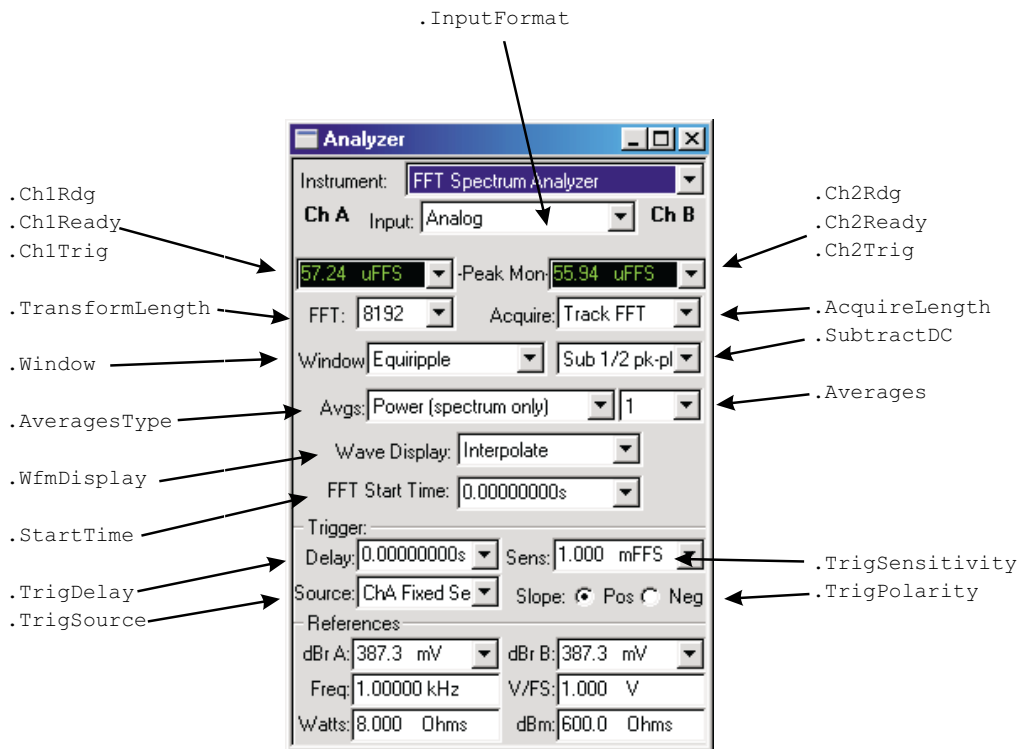 .InputFormat
Analyzer
Instrument: FFT Spectrum Analyzer
Ch A Input: Analog Ch B
.Ch1Rdg
.Ch1Ready
.Ch1Trig
.Ch2Rdg
.Ch2Ready
.Ch2Trig
57.24 uFFS -Peak Mon- 55.94 uFFS
.TransformLength
FFT: 8192 Acquire: Track FFT
.AcquireLength
.SubtractDC
.Window
Window Equiripple Sub 1/2 pk-pl
.Averages
.AveragesType
Avgs: Power (spectrum only) 1
Wave Display: Interpolate
.WfmDisplay
FFT Start Time: 0.00000000s
.StartTime
Trigger:
Delay: 0.00000000s Sens: 1.000 mFFS
.TrigSensitivity
.TrigDelay
Source: ChA Fixed Se Slope: Pos Neg
.TrigPolarity
.TrigSource
References
dBr A: 387.3 mV dBr B: 387.3 mV
Freq: 1.00000 kHz V/FS: 1.000 V
Watts: 8.000 Ohms dBm: 600.0 Ohms